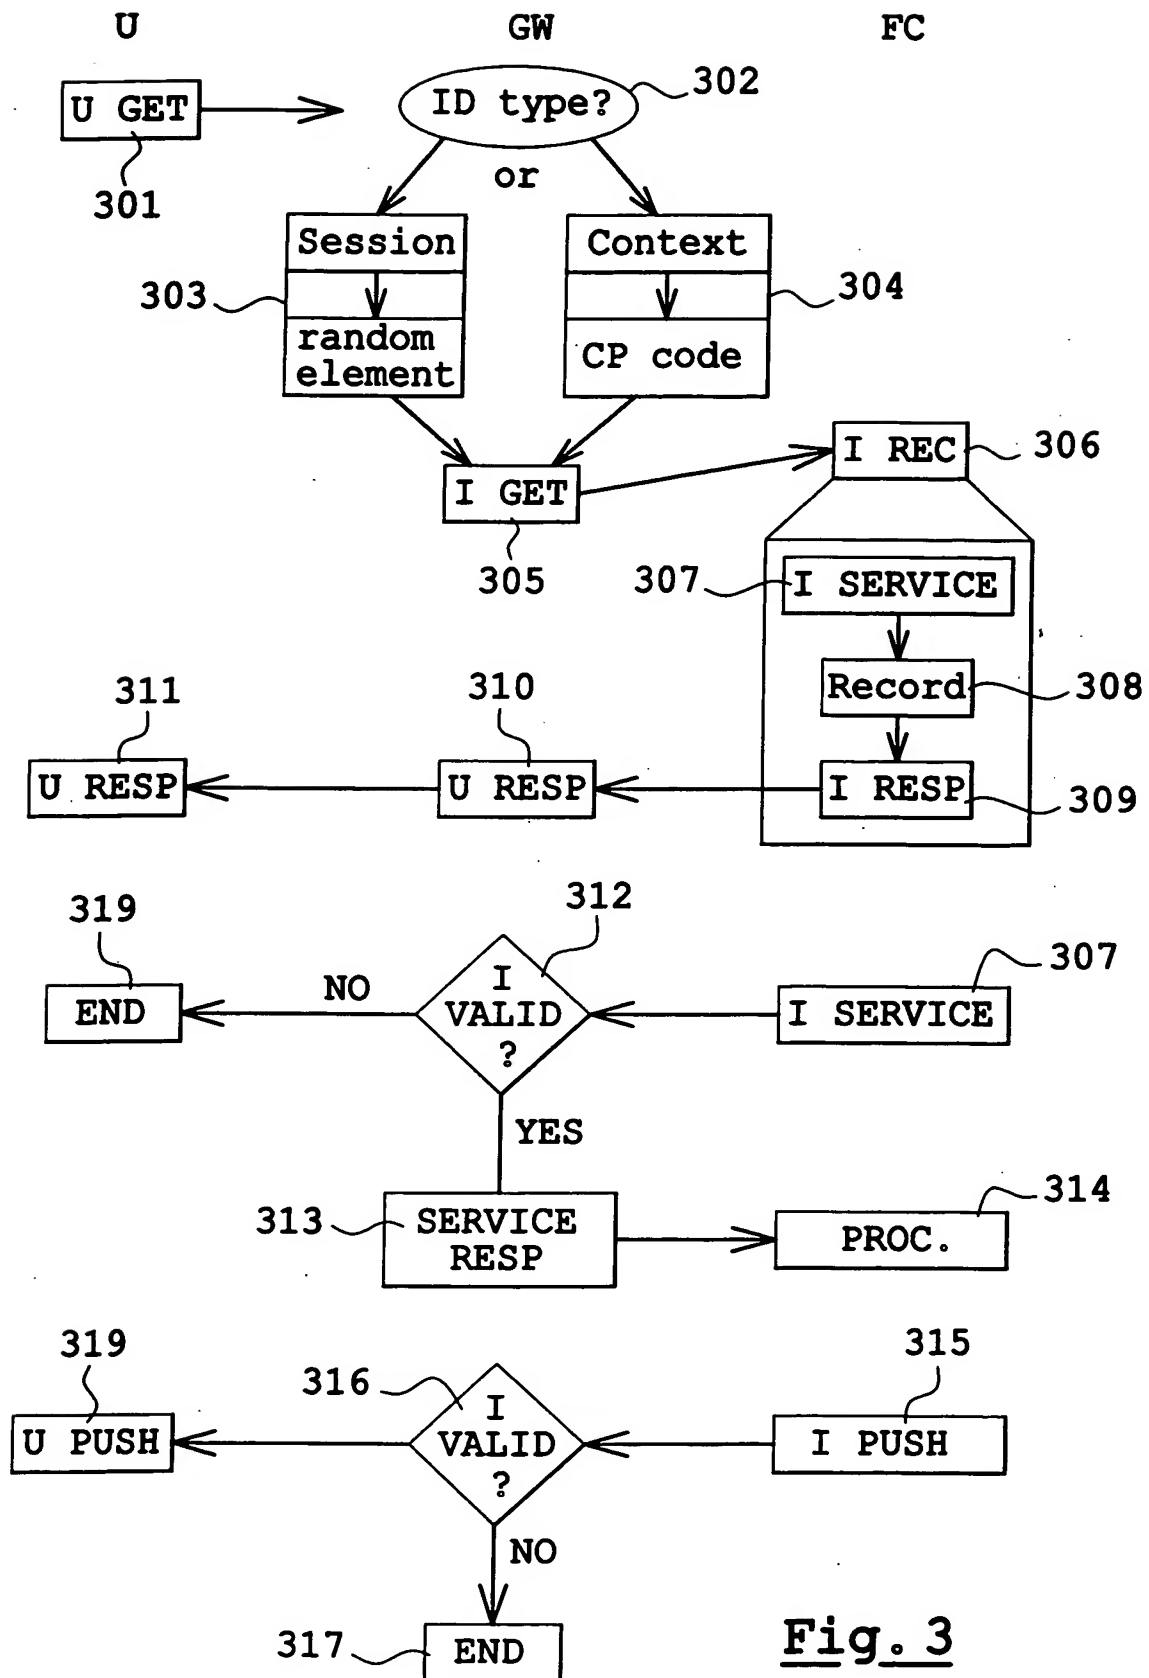 U GW FC
U GET
301
ID type?
302
or
Session
303
random
element
Context
304
CP code
I GET
305
I REC
306
307
I SERVICE
Record
308
I RESP
309
310
U RESP
311
U RESP
319
END
NO
312
I
VALID
?
307
I SERVICE
YES
313
SERVICE
RESP
314
PROC.
319
U PUSH
316
I
VALID
?
315
I PUSH
NO
317
END
Fig. 3